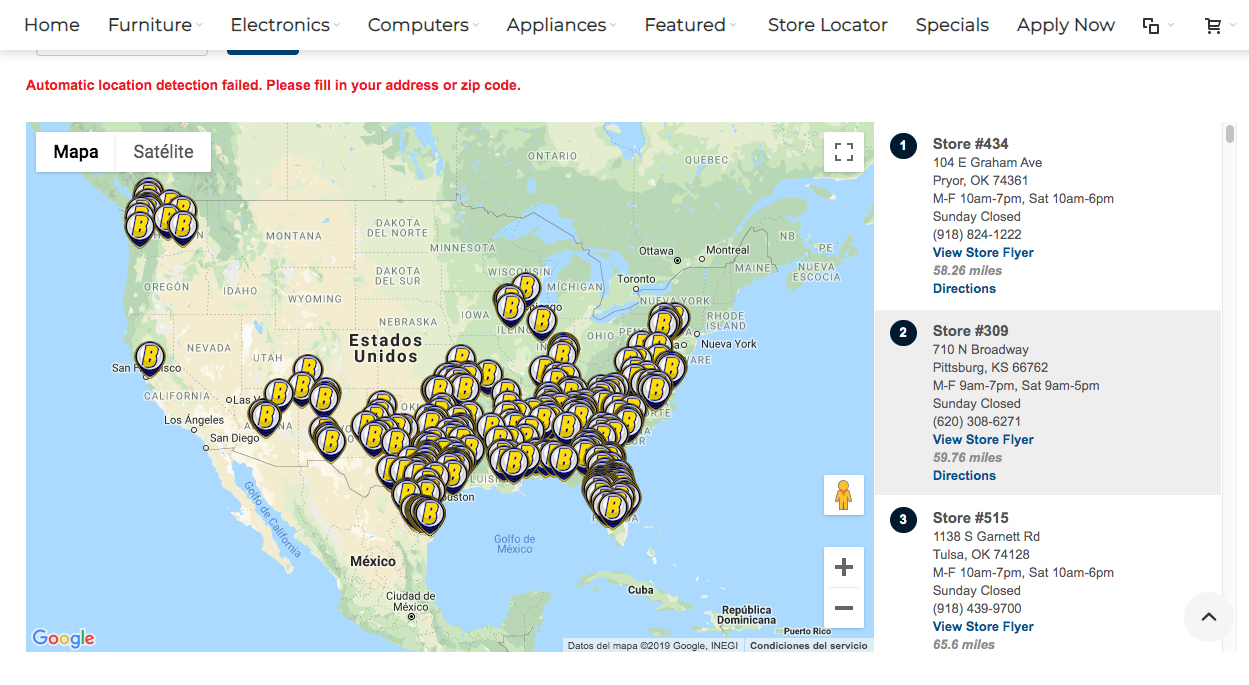 Home Furniture Electronics Computers Appliances Featured Store Locator Specials Apply Now
Automatic location detection failed. Please fill in your address or zip code.
Mapa Satélite
ONTARIO
QUEBEC
MONTANA
DAKOTA
DEL NORTE
MINNESOTA
Ottawa
Montreal
NB
PE
MAINE
NUEVA
ESCOCIA
OREGÓN
IDAHO
WYOMING
DAKOTA
DEL SUR
WISCONSIN
MÍCHIGAN
Toronto
NUEVA YORK
NEBRASKA
IOWA
RHODE
ISLAND
NEVADA
UTAH
Estados
Unidos
OHIO
Nueva York
CALIFORNIA
Los Ángeles
San Diego
Golfo de California
Golfo de
México
México
Ciudad de
México
Cuba
República
Dominicana
Puerto Rico
Google
Datos del mapa ©2019 Google, INEGI
Condiciones del servicio
1
Store #434
104 E Graham Ave
Pryor, OK 74361
M-F 10am-7pm, Sat 10am-6pm
Sunday Closed
(918) 824-1222
View Store Flyer
58.26 miles
Directions
2
Store #309
710 N Broadway
Pittsburg, KS 66762
M-F 9am-7pm, Sat 9am-5pm
Sunday Closed
(620) 308-6271
View Store Flyer
59.76 miles
Directions
3
Store #515
1138 S Garnett Rd
Tulsa, OK 74128
M-F 10am-7pm, Sat 10am-6pm
Sunday Closed
(918) 439-9700
View Store Flyer
65.6 miles